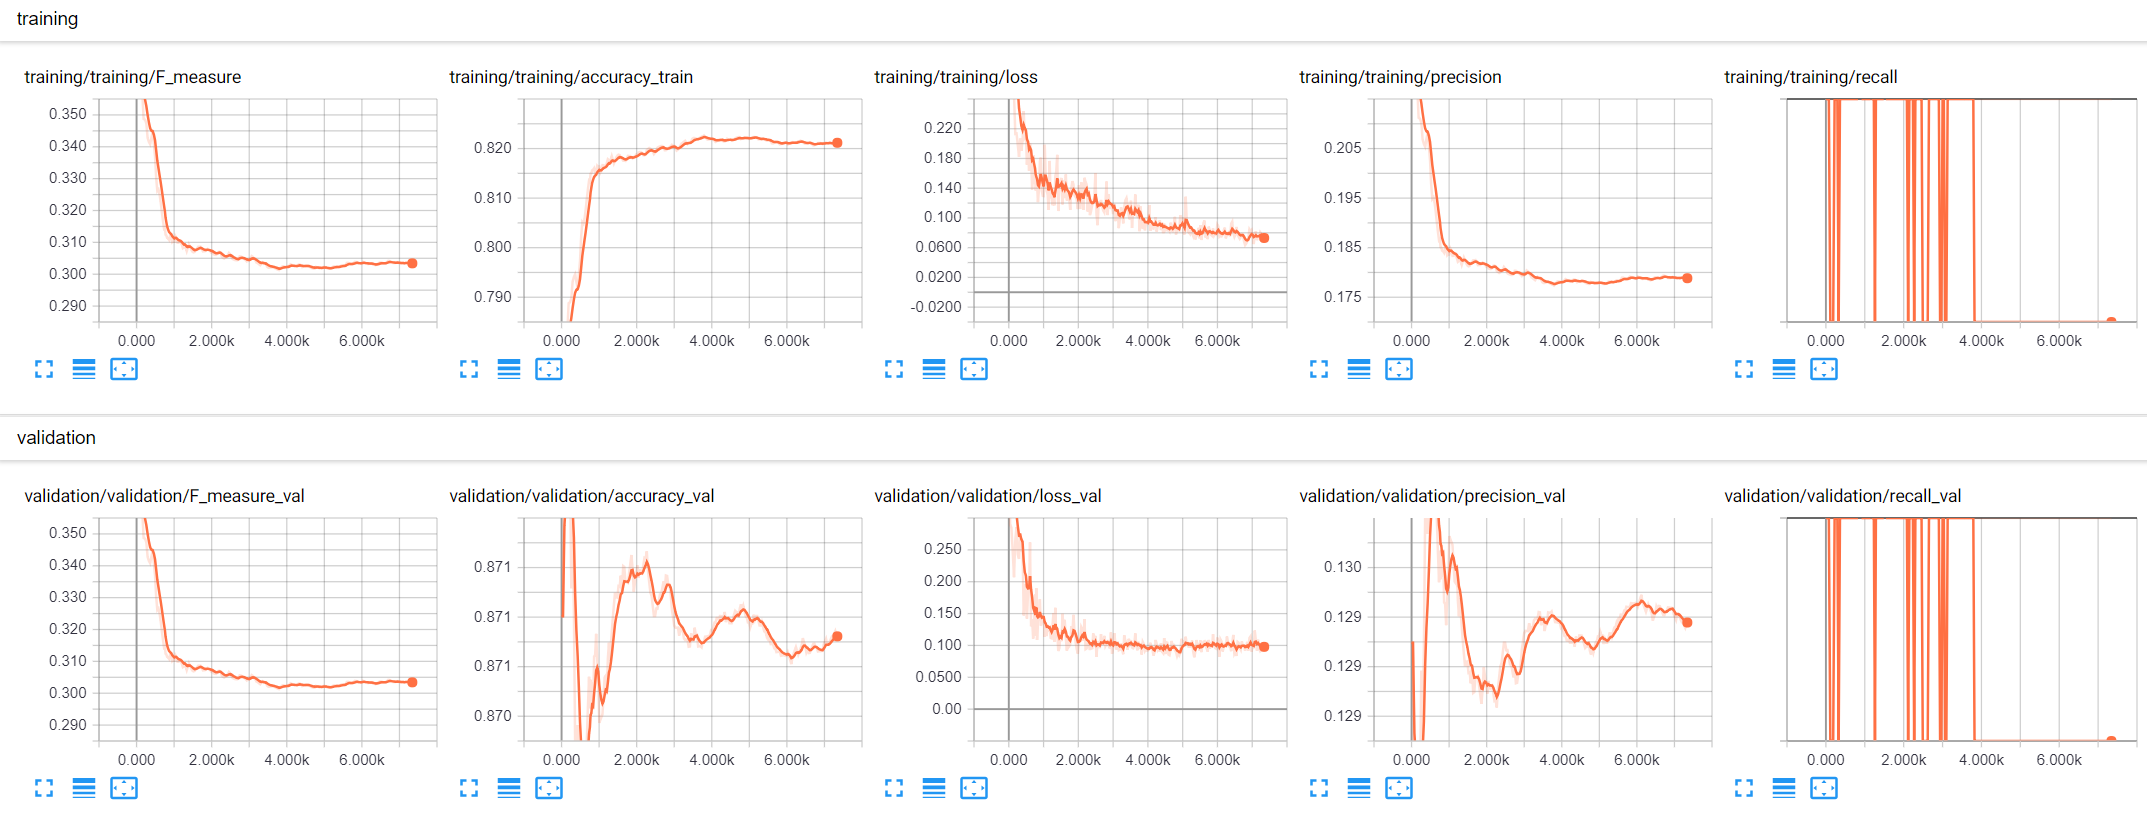 training
training/training/F_measure
0.350
0.340
0.330
0.320
0.310
0.300
0.290
0.000 2.000k 4.000k 6.000k
training/training/accuracy_train
0.820
0.810
0.800
0.790
0.000 2.000k 4.000k 6.000k
training/training/loss
0.220
0.180
0.140
0.100
0.0600
0.0200
-0.0200
0.000 2.000k 4.000k 6.000k
training/training/precision
0.205
0.195
0.185
0.175
0.000 2.000k 4.000k 6.000k
training/training/recall
0.000 2.000k 4.000k 6.000k
validation
validation/validation/F_measure_val
0.350
0.340
0.330
0.320
0.310
0.300
0.290
0.000 2.000k 4.000k 6.000k
validation/validation/accuracy_val
0.871
0.871
0.871
0.870
0.000 2.000k 4.000k 6.000k
validation/validation/loss_val
0.250
0.200
0.150
0.100
0.0500
0.00
0.000 2.000k 4.000k 6.000k
validation/validation/precision_val
0.130
0.129
0.129
0.129
0.000 2.000k 4.000k 6.000k
validation/validation/recall_val
0.000 2.000k 4.000k 6.000k